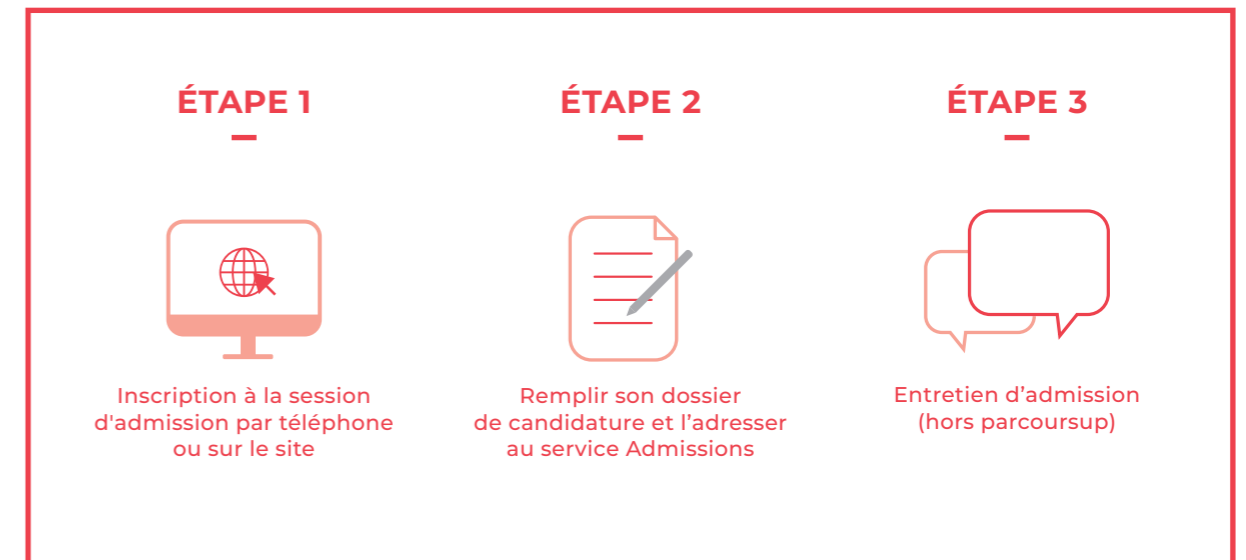 ÉTAPE 1
Inscription à la session
d'admission par téléphone
ou sur le site
ÉTAPE 2
Remplir son dossier
de candidature et l’adresser
au service Admissions
ÉTAPE 3
Entretien d’admission
(hors parcoursup)